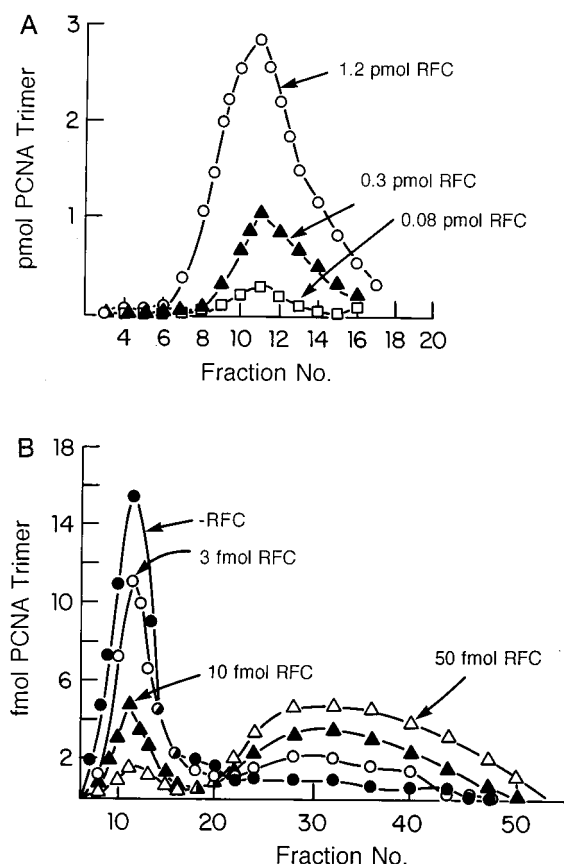 A
pmol PCNA Trimer
3
2
1
1.2 pmol RFC
0.3 pmol RFC
0.08 pmol RFC
4 6 8 10 12 14 16 18 20
Fraction No.
B
fmol PCNA Trimer
18
14
10
6
2
-RFC
3 fmol RFC
10 fmol RFC
50 fmol RFC
10 20 30 40 50
Fraction No.